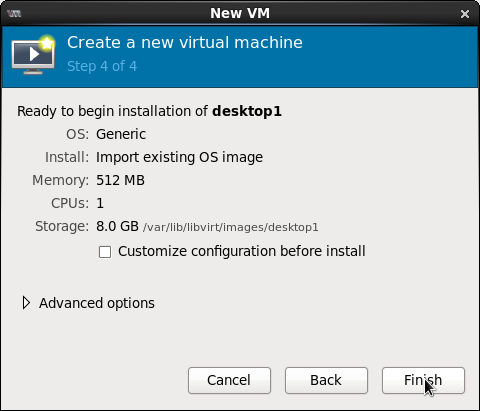 New VM
Create a new virtual machine
Step 4 of 4
Ready to begin installation of desktop1
OS: Generic
Install: Import existing OS image
Memory: 512 MB
CPUs: 1
Storage: 8.0 GB /var/lib/libvirt/images/desktop1
Customize configuration before install
Advanced options
Cancel Back Finish